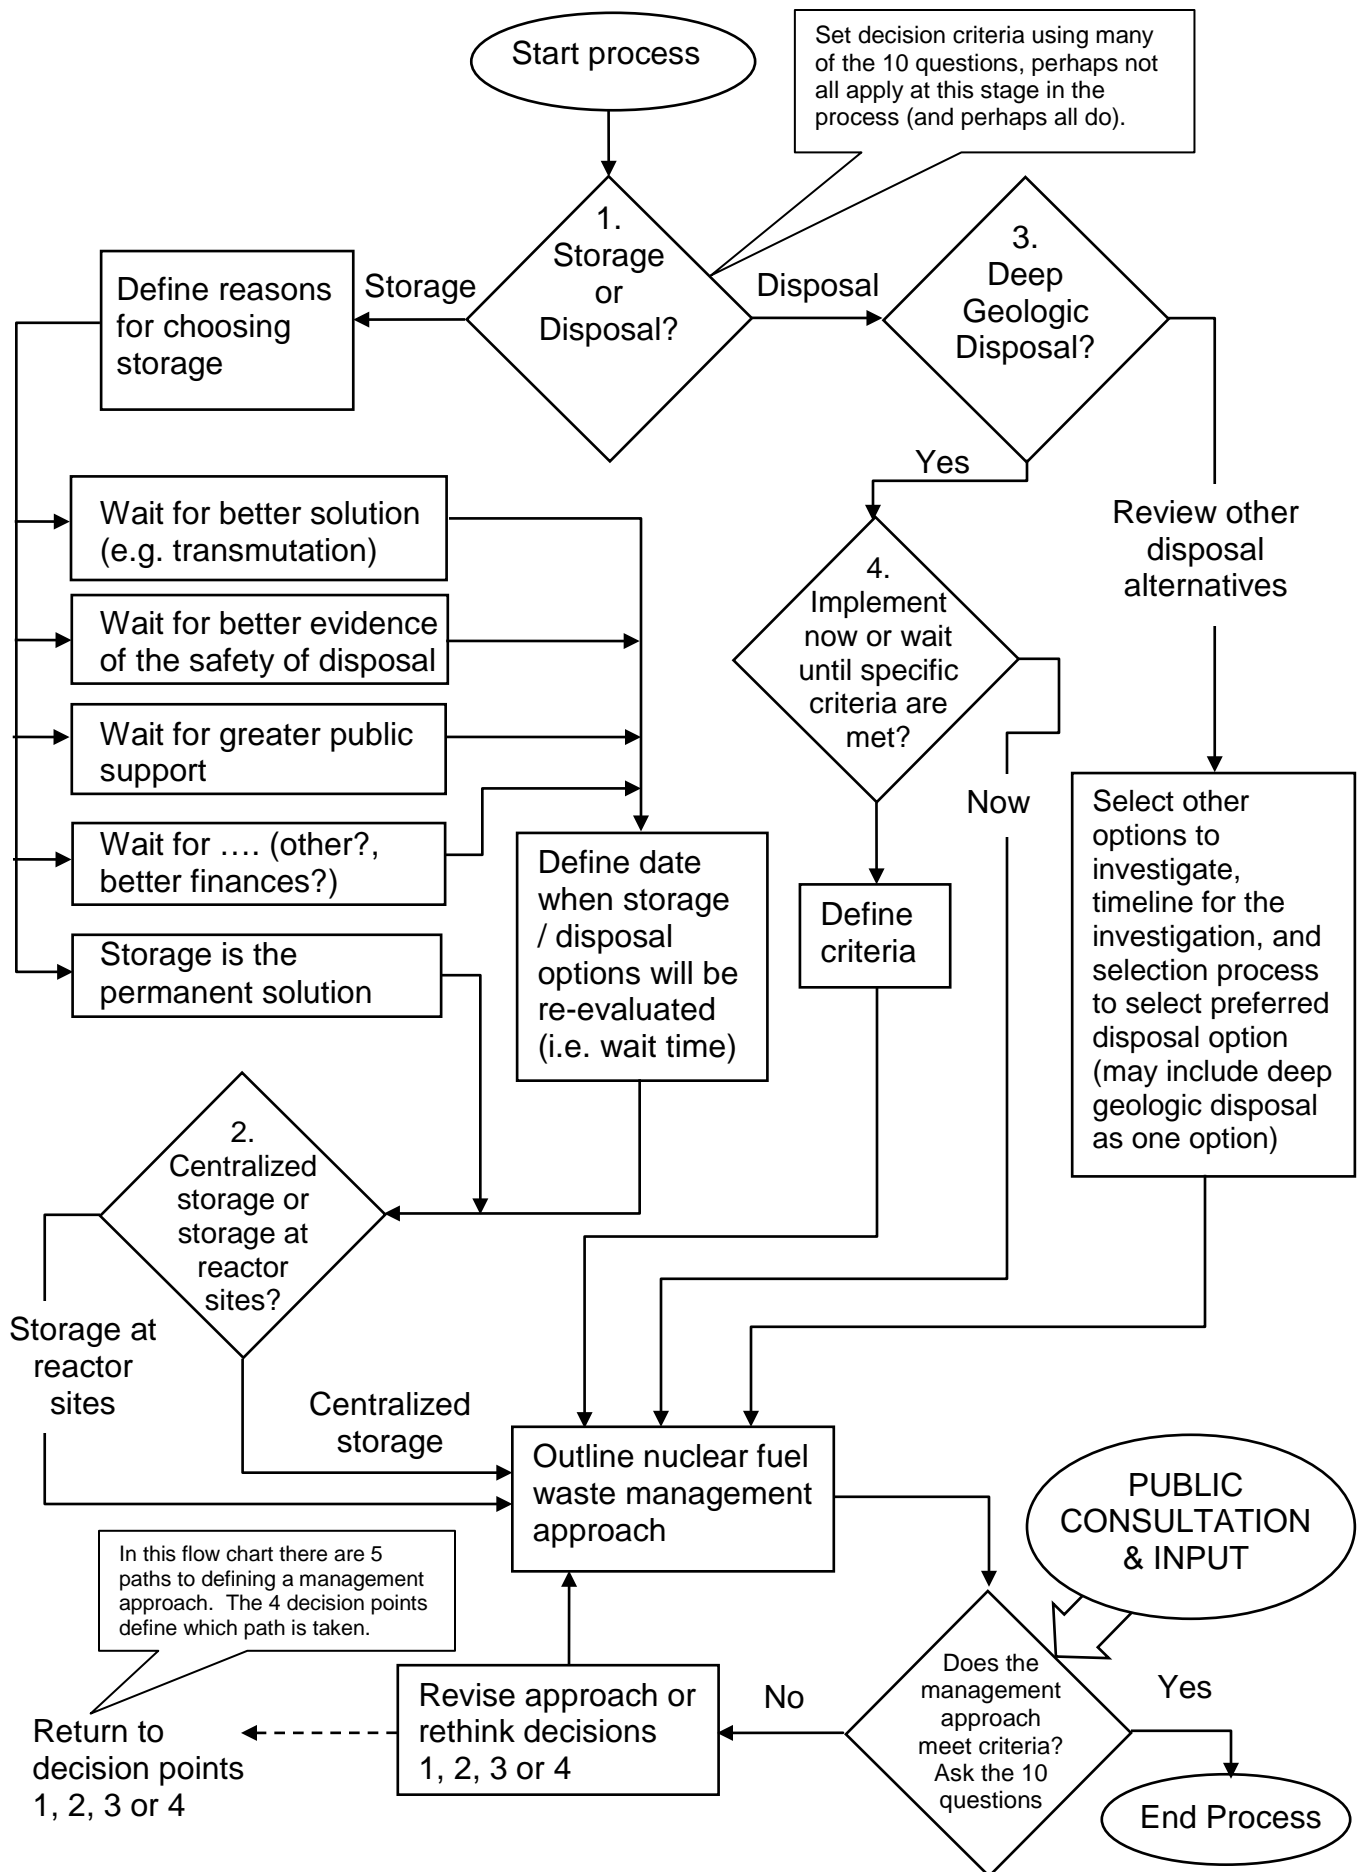 Start process
Set decision criteria using many
of the 10 questions, perhaps not
all apply at this stage in the
process (and perhaps all do).
1.
Storage
or
Disposal?
3.
Deep
Geologic
Disposal?
Define reasons
for choosing
storage
Storage
Disposal
Yes
Review other
disposal
alternatives
Wait for better solution
(e.g. transmutation)
Wait for better evidence
of the safety of disposal
Wait for greater public
support
Wait for …. (other?,
better finances?)
Storage is the
permanent solution
4.
Implement
now or wait
until specific
criteria are
met?
Now
Define date
when storage
/ disposal
options will be
re-evaluated
(i.e. wait time)
Define
criteria
Select other
options to
investigate,
timeline for the
investigation, and
selection process
to select preferred
disposal option
(may include deep
geologic disposal
as one option)
2.
Centralized
storage or
storage at
reactor
sites?
Storage at
reactor
sites
Centralized
storage
Outline nuclear fuel
waste management
approach
PUBLIC
CONSULTATION
& INPUT
In this flow chart there are 5
paths to defining a management
approach.  The 4 decision points
define which path is taken.
Return to
decision points
1, 2, 3 or 4
Revise approach or
rethink decisions
1, 2, 3 or 4
No
Does the
management
approach
meet criteria?
Ask the 10
questions
Yes
End Process